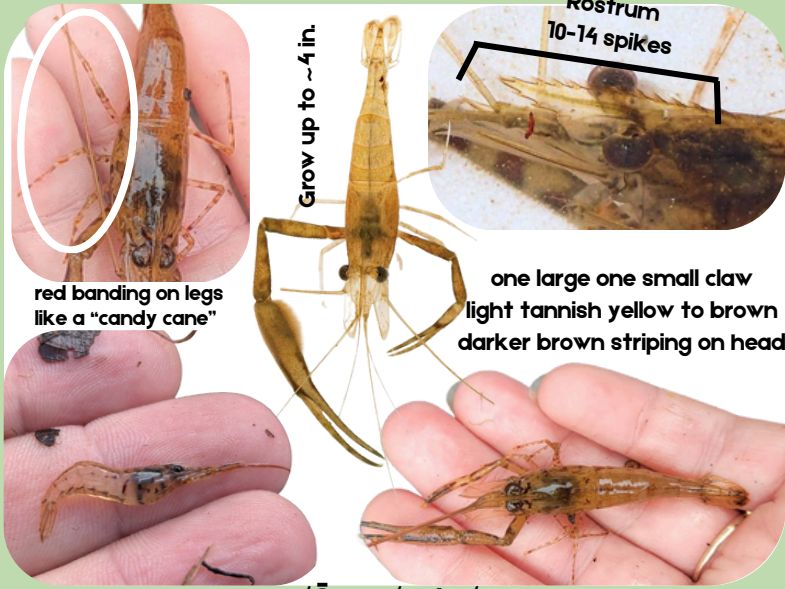 Rostrum
10-14 spikes
Grow up to ~4 in.
red banding on legs
like a “candy cane”
one large one small claw
light tannish yellow to brown
darker brown striping on head